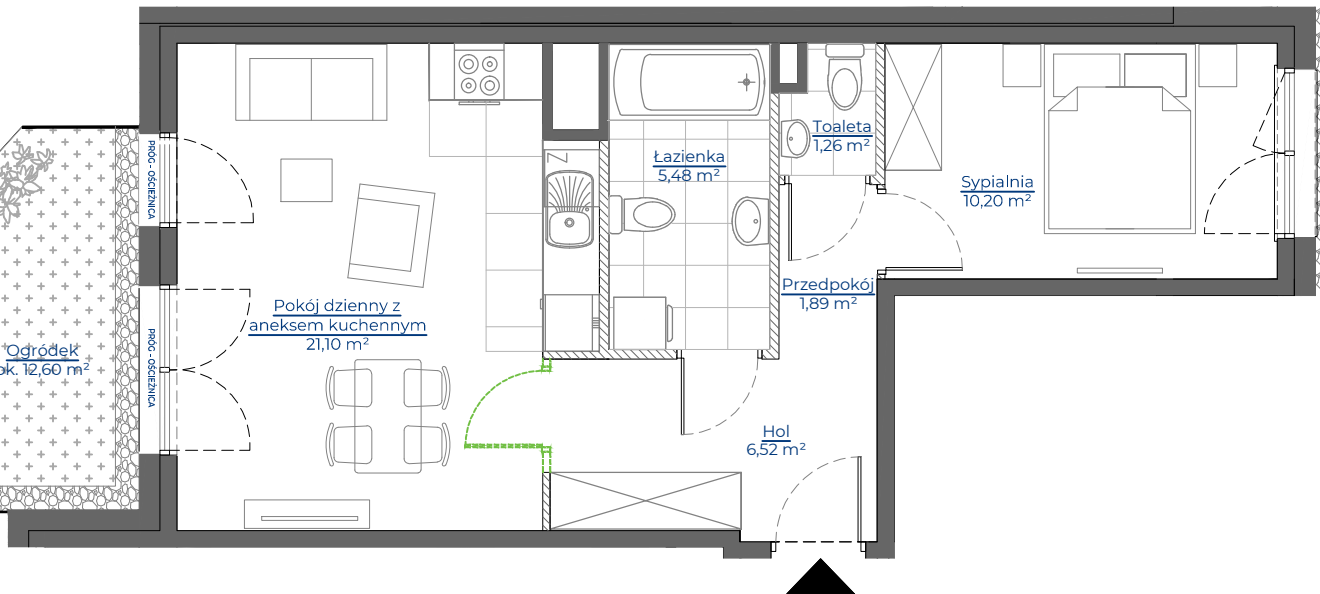 PRÓG - OŚCIEŻNICA
Z
Łazienka
5,48 m²
Toaleta
1,26 m²
Sypialnia
10,20 m²
Przedpokój
1,89 m²
Pokój dzienny z
aneksem kuchennym
21,10 m²
PRÓG - OŚCIEŻNICA
Ogródek
ok. 12,60 m²
Hol
6,52 m²